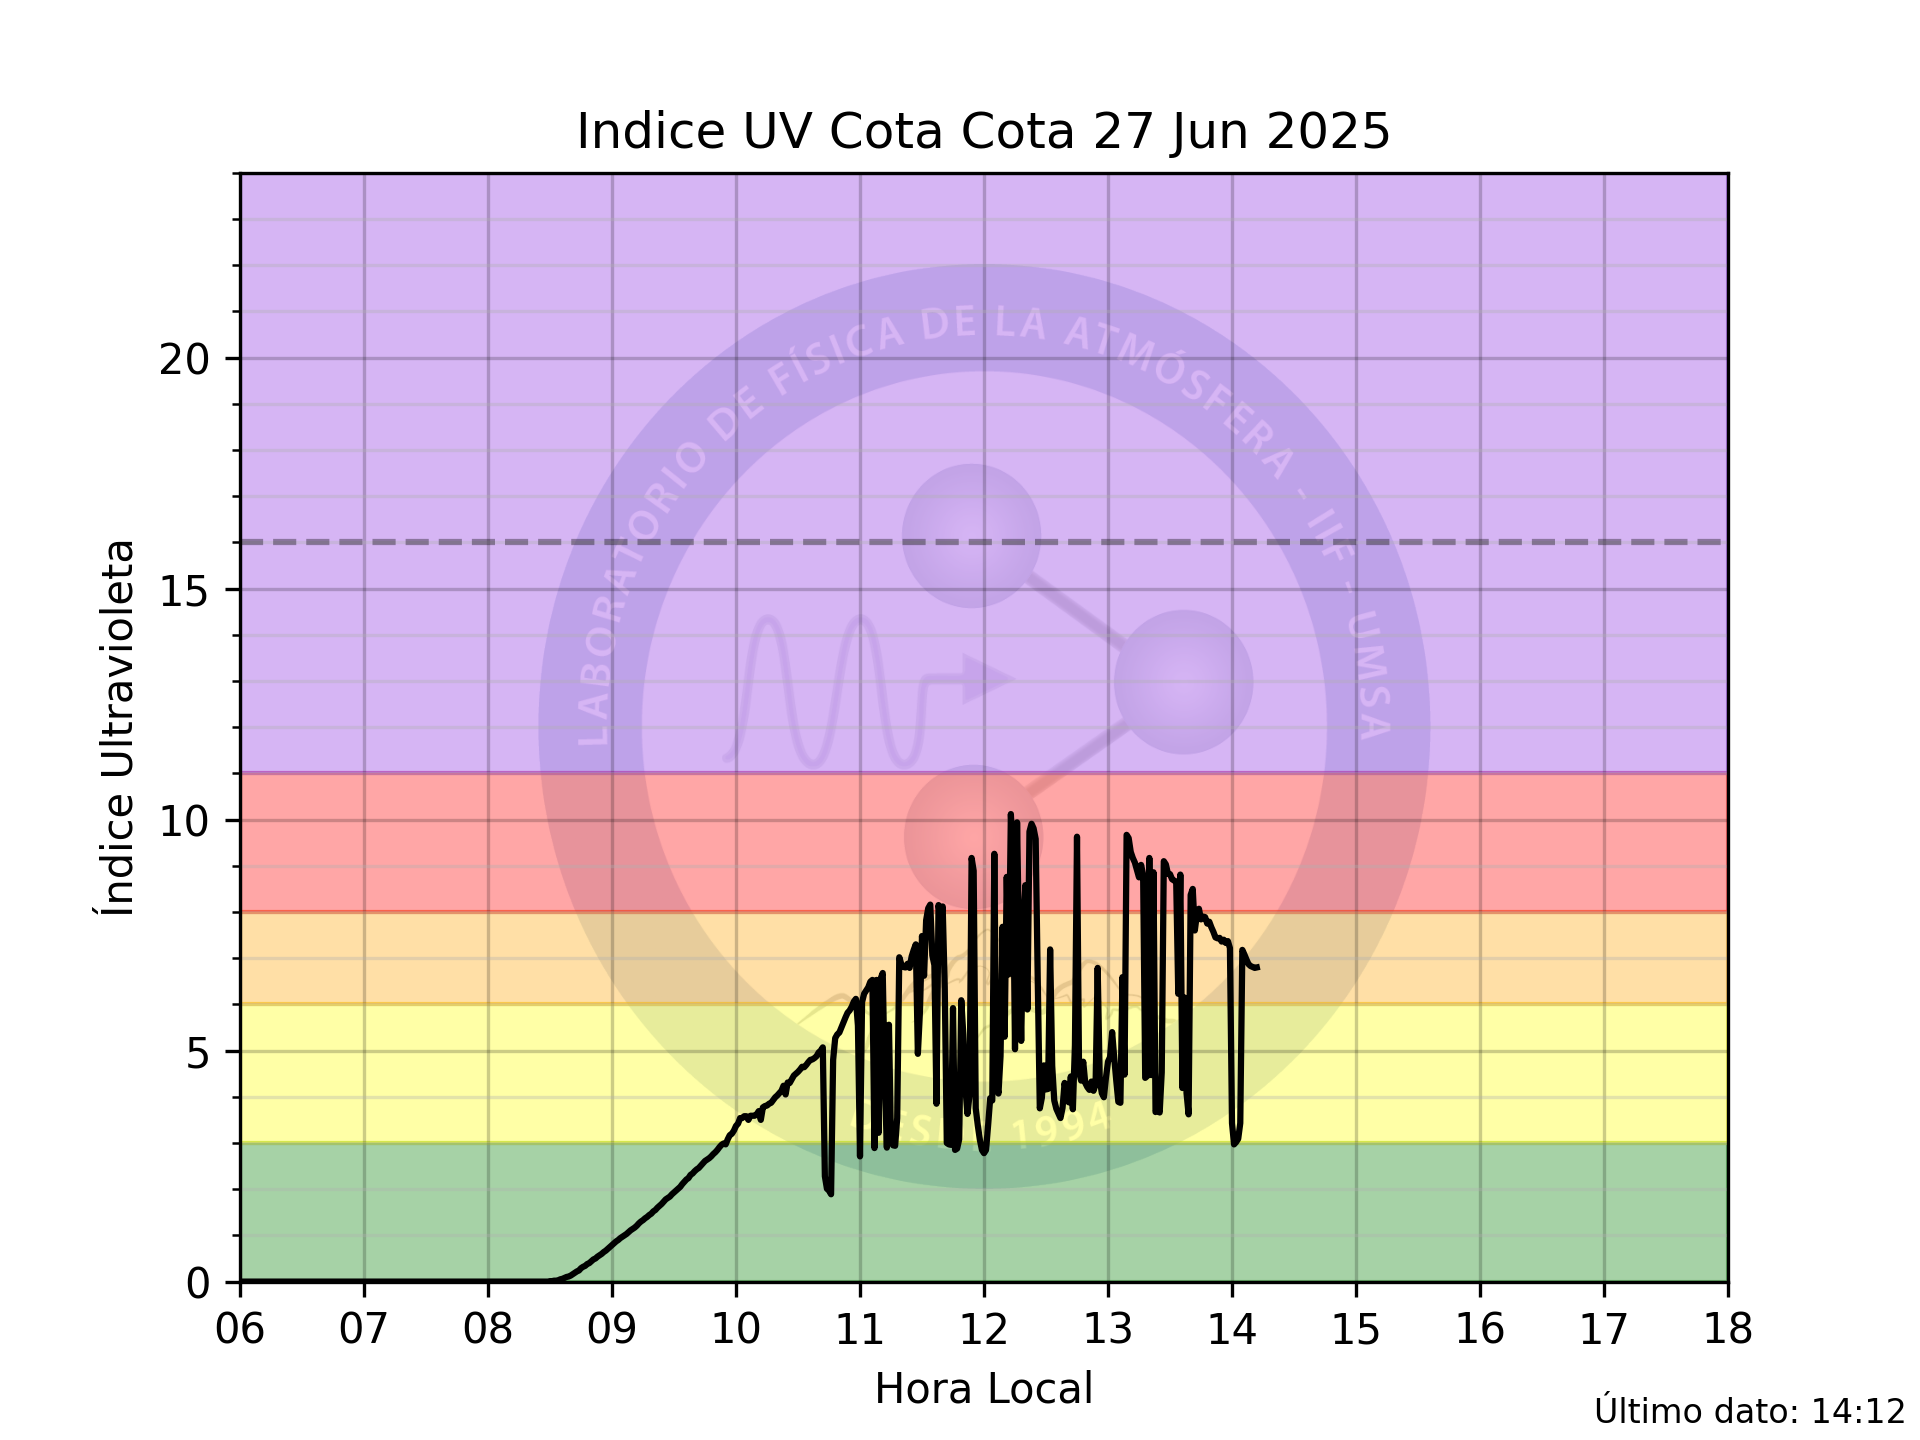 Indice UV Cota Cota 27 Jun 2025
Índice Ultravioleta
20
15
10
5
0
LABORATORIO DE FÍSICA DE LA ATMÓSFERA - IIF - UMSA
1994
06 07 08 09 10 11 12 13 14 15 16 17 18
Hora Local
Último dato: 14:12